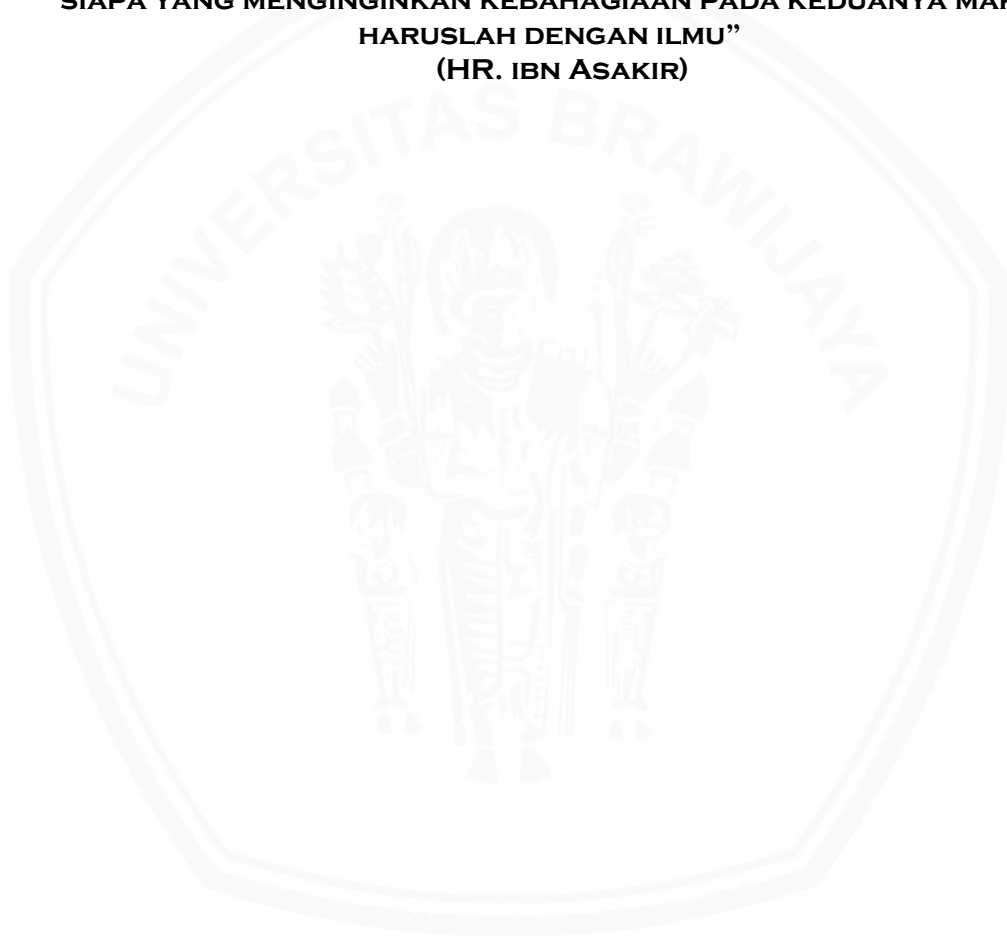 SIAPA YANG MENGINGINKAN KEBAHAGIAAN PADA KEDUANYA
HARUSLAH DENGAN ILMU”
(HR. IBN ASAKIR)
UNIVERSITAS BRAWIJAYA